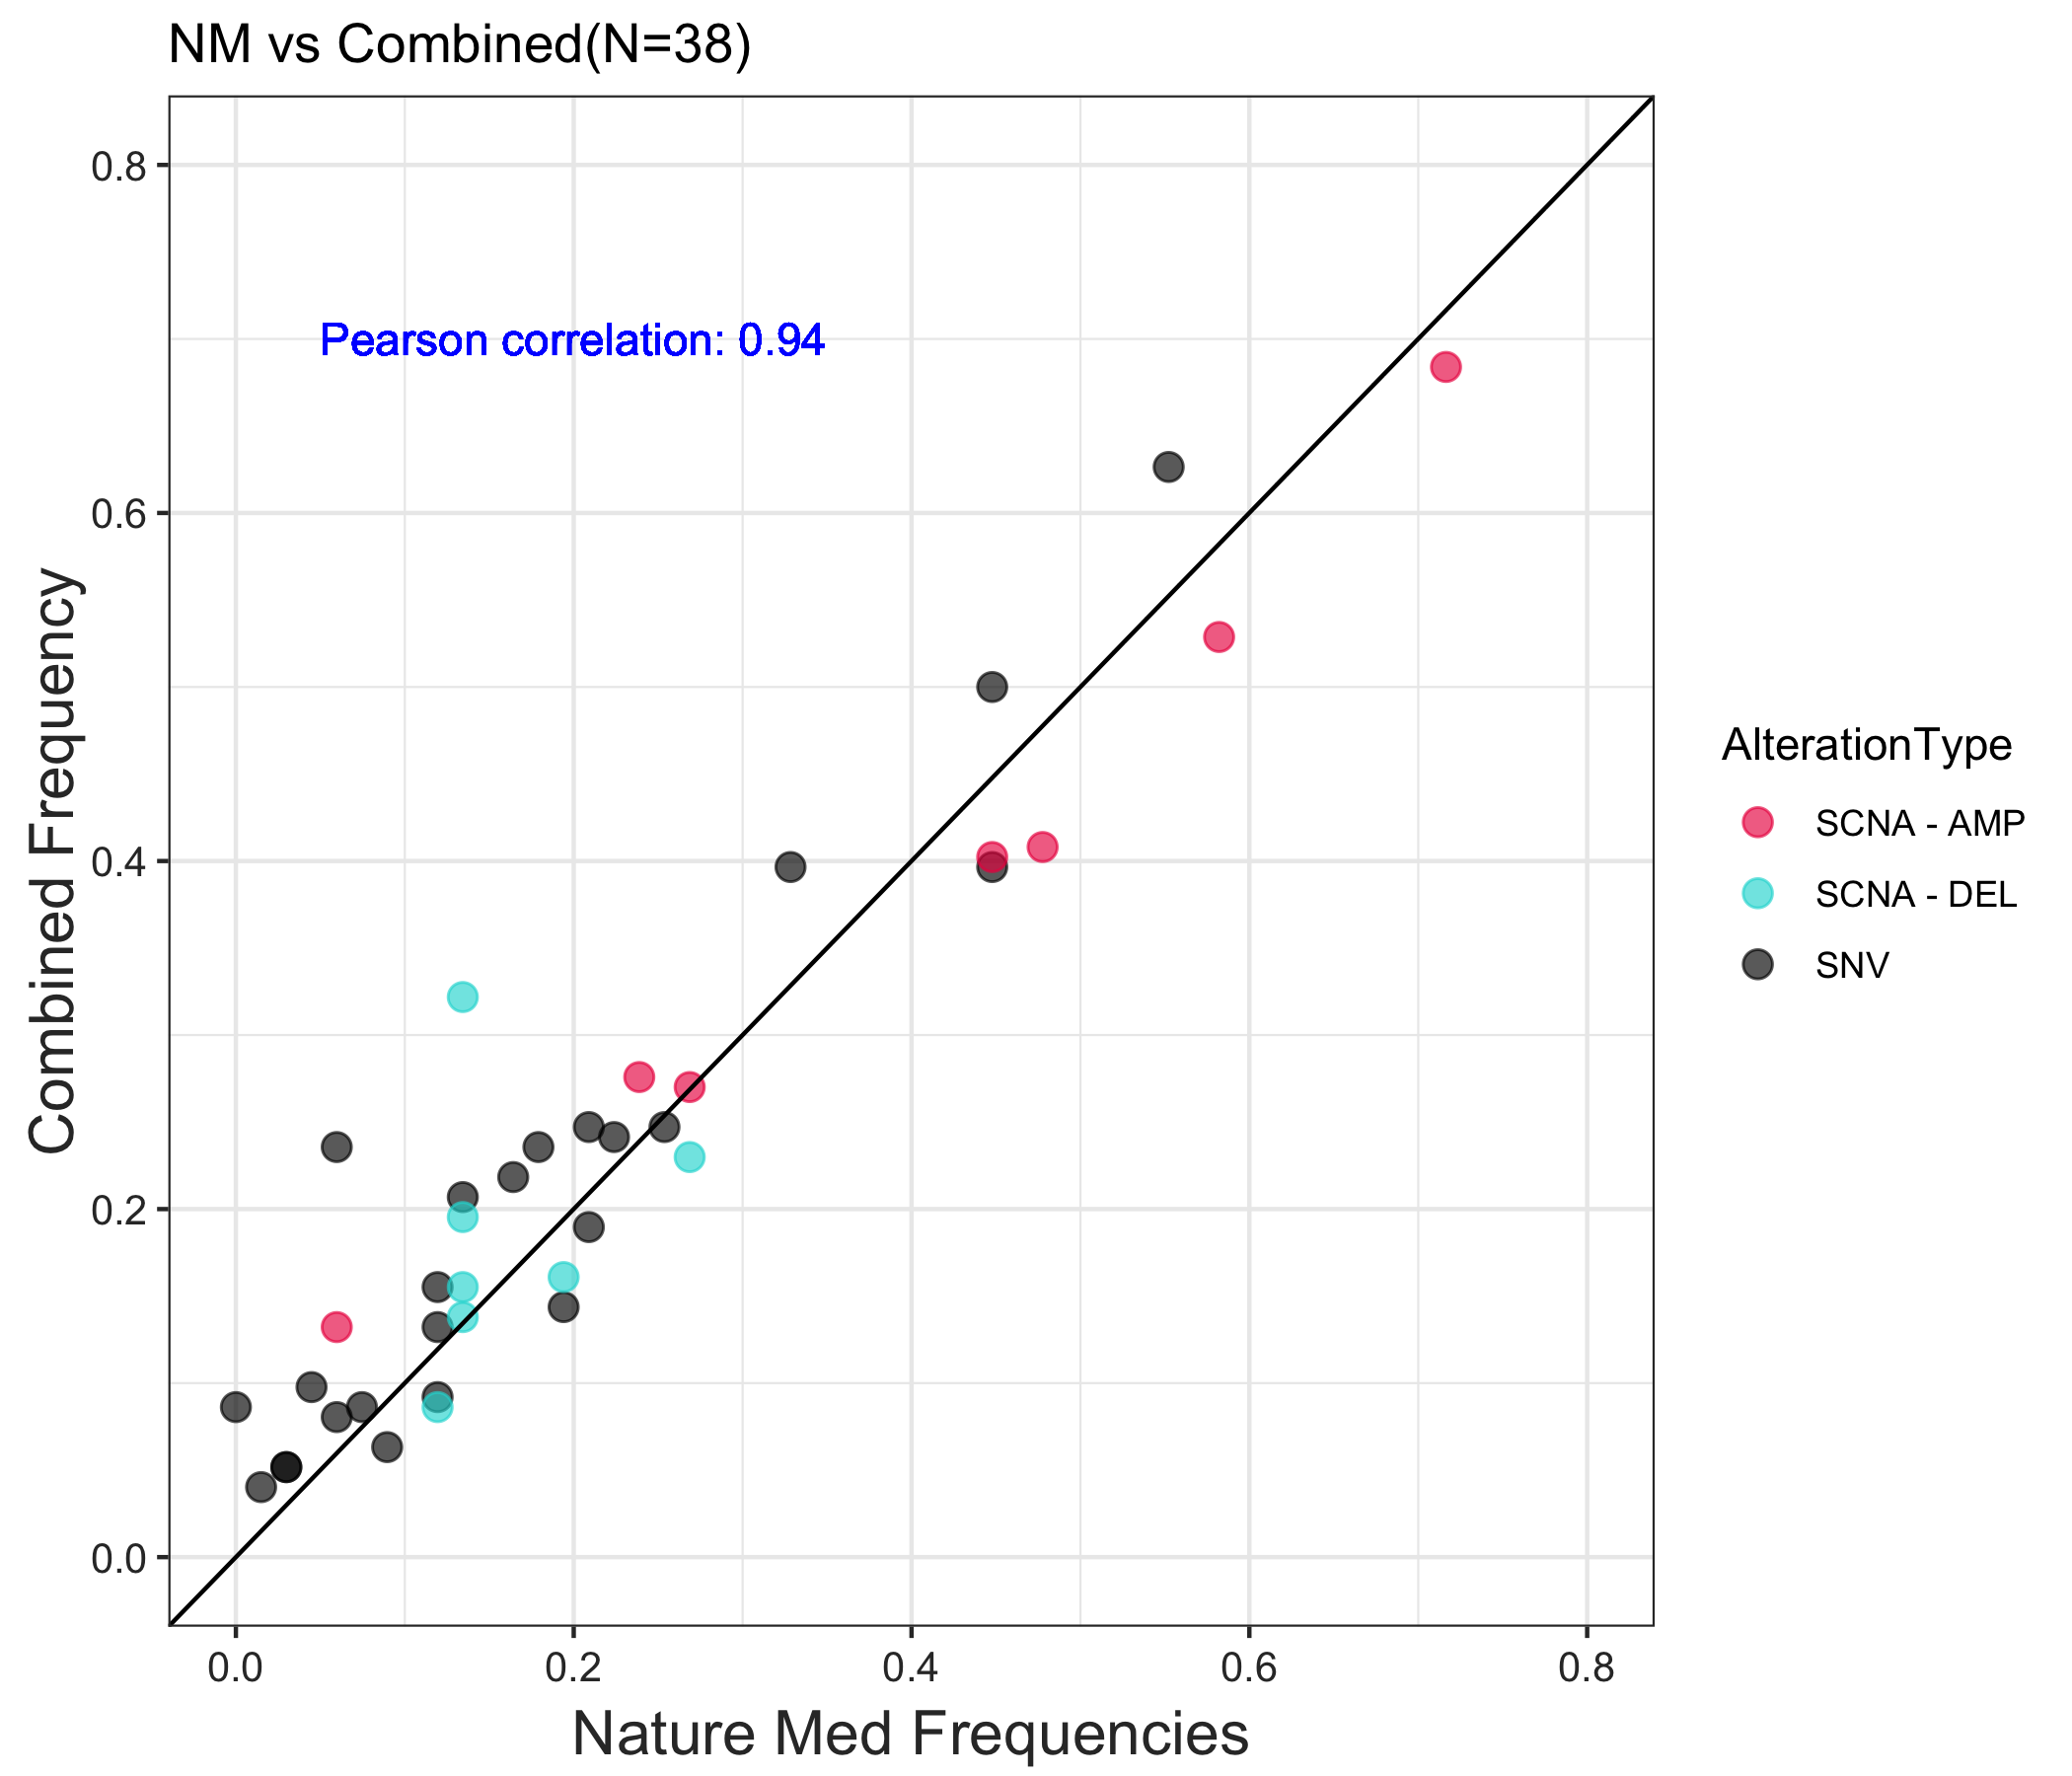 NM vs Combined(N=38)
Pearson correlation: 0.94
Combined Frequency
0.8
0.6
0.4
0.2
0.0
0.0 0.2 0.4 0.6 0.8
Nature Med Frequencies
AlterationType
SCNA - AMP
SCNA - DEL
SNV